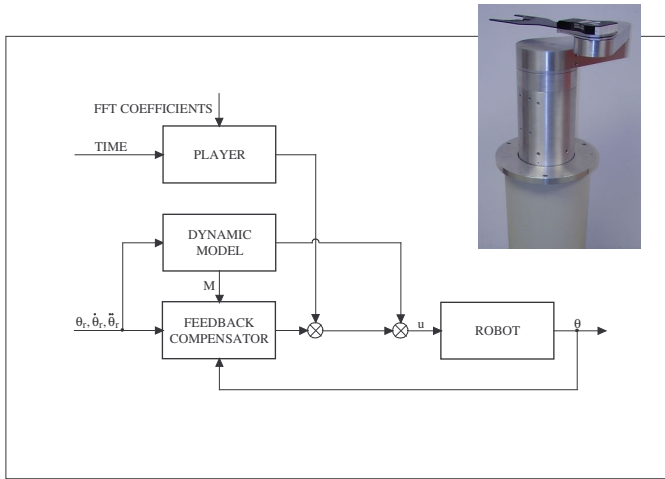 FFT COEFFICIENTS
TIME
PLAYER
DYNAMIC
MODEL
M
θr, θ̇r, θ̈r
FEEDBACK
COMPENSATOR
u
ROBOT
θ